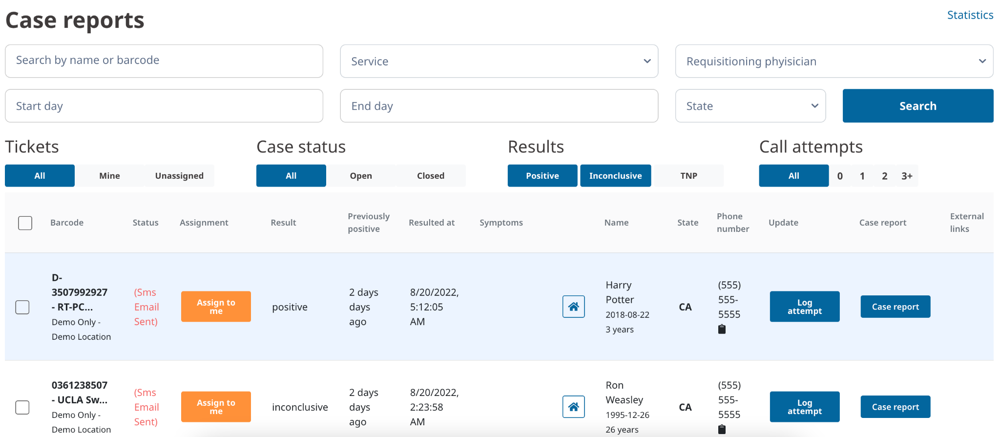 Case reports
Statistics
Search by name or barcode
Service
Requisitioning phyisician
Start day
End day
State
Search
Tickets
Case status
Results
Call attempts
All
Mine
Unassigned
All
Open
Closed
Positive
Inconclusive
TNP
All
0
1
2
3+
Barcode
Status
Assignment
Result
Previously
positive
Resulted at
Symptoms
Name
State
Phone
number
Update
Case report
External
links
D-
3507992927
- RT-PC...
Demo Only -
Demo Location
(Sms
Email
Sent)
Assign to
me
positive
2 days
days
ago
8/20/2022,
5:12:05
AM
Harry
Potter
2018-08-22
3 years
CA
(555)
555-
5555
Log
attempt
Case report
0361238507
- UCLA Sw...
Demo Only -
Demo Location
(Sms
Email
Sent)
Assign to
me
inconclusive
2 days
days
ago
8/20/2022,
2:23:58
AM
Ron
Weasley
1995-12-26
26 years
CA
(555)
555-
5555
Log
attempt
Case report